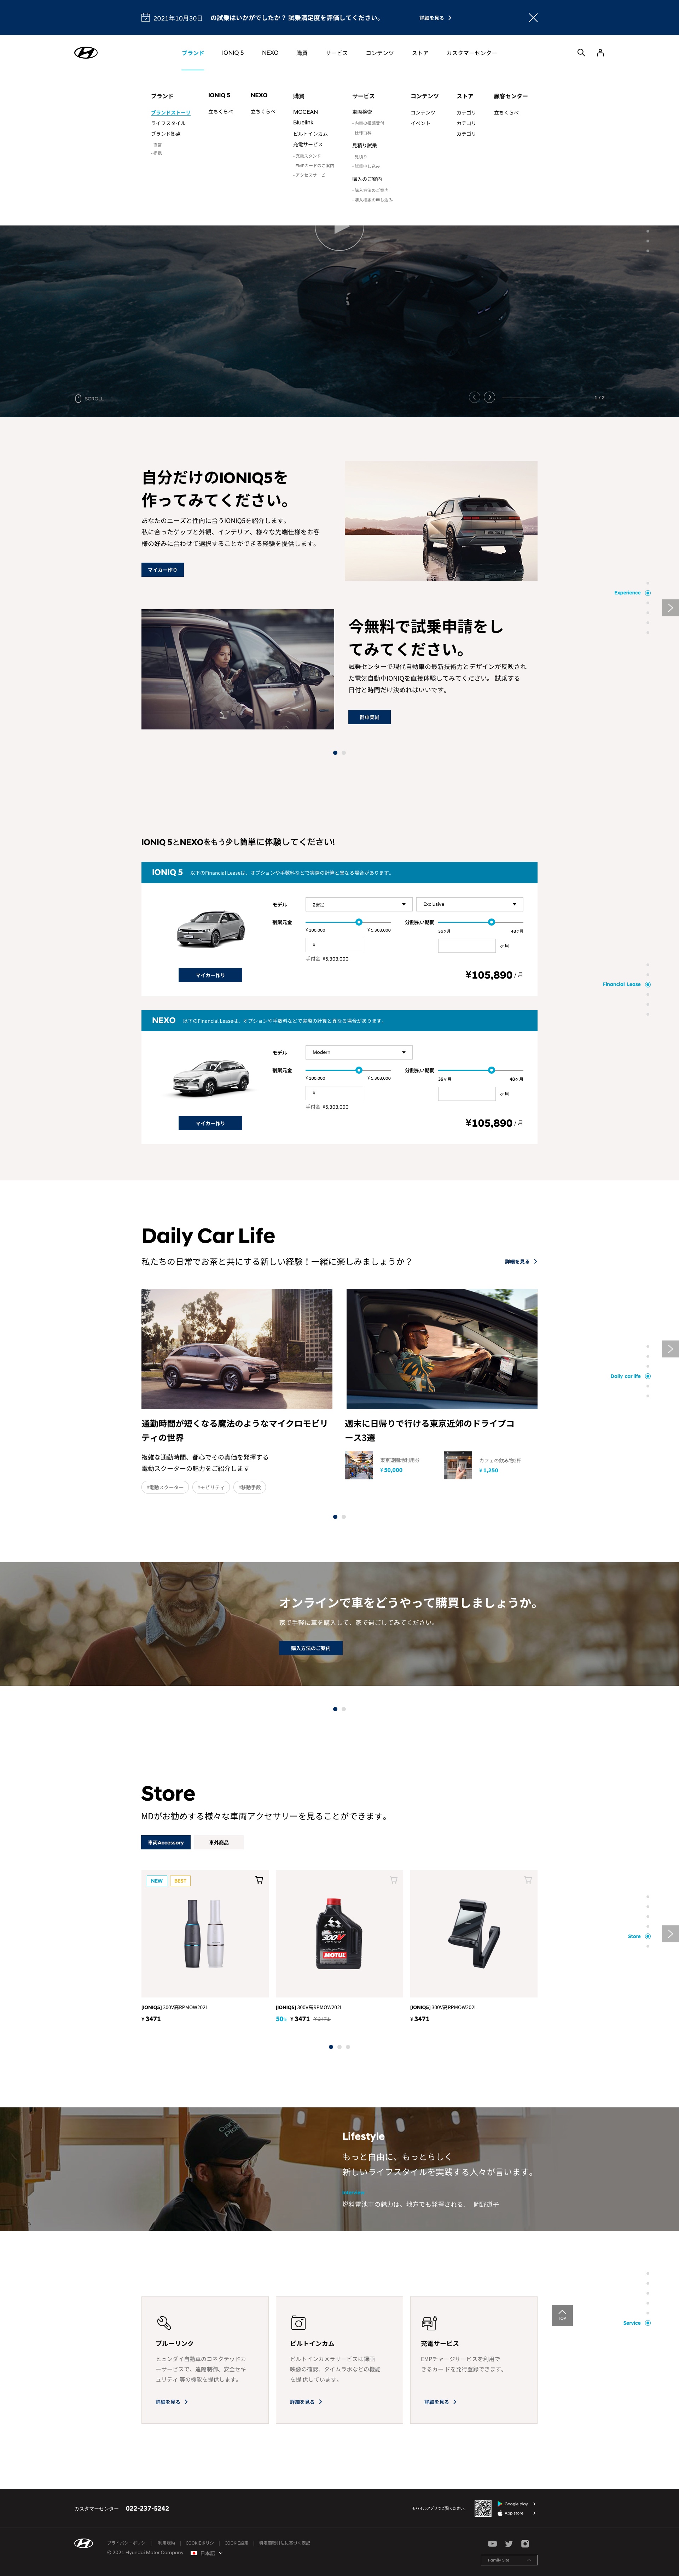 2021年10月30日 の試乗はいかがでしたか？ 試乗満足度を評価してください。 詳細を見る
ブランド IONIQ 5 NEXO 購買 サービス コンテンツ ストア カスタマーセンター
ブランド
ブランドストーリ
ライフスタイル
ブランド拠点
IONIQ 5
立ちくらべ
NEXO
立ちくらべ
購買
MOCEAN
Bluelink
ビルトインカム
充電サービス
- 充電スタンド
- EMPカードのご案内
- アクセスサービ
サービス
車両検索
- 内車の推薦受付
- 仕様百科
見積り試乗
- 見積り
- 試乗申し込み
購入のご案内
- 購入方法のご案内
- 購入相談の申し込み
コンテンツ
コンテンツ
イベント
ストア
カテゴリ
カテゴリ
カテゴリ
顧客センター
立ちくらべ
SCROLL
1 / 2
自分だけのIONIQ5を
作ってみてください。
あなたのニーズと性向に合うIONIQ5を紹介します。
私に合ったゲップと外観、インテリア、様々な先端仕様をお客
様の好みに合わせて選択することができる経験を提供します。
マイカー作り
Experience
今無料で試乗申請をし
てみてください。
試乗センターで現代自動車の最新技術力とデザインが反映され
た電気自動車IONIQを直接体験してみてください。 試乗する
日付と時間だけ決めればいいです。
IONIQ 5とNEXOをもう少し簡単に体験してください!
IONIQ 5 以下のFinancial Leaseは、オプションや手数料などで実際の計算と異なる場合があります。
モデル 2安定 Exclusive
割賦元金 分割払い期間
¥ 100,000 ¥ 5,303,000 36ヶ月 48ヶ月
¥ ヶ月
手付金 ¥5,303,000
マイカー作り
¥105,890 / 月
Financial Lease
NEXO 以下のFinancial Leaseは、オプションや手数料などで実際の計算と異なる場合があります。
モデル Modern
割賦元金 分割払い期間
¥ 100,000 ¥ 5,303,000 36ヶ月 48ヶ月
¥ ヶ月
手付金 ¥5,303,000
マイカー作り
¥105,890 / 月
Daily Car Life
私たちの日常でお茶と共にする新しい経験！一緒に楽しみましょうか？
詳細を見る
Daily car life
通勤時間が短くなる魔法のようなマイクロモビリ
ティの世界
複雑な通勤時間、都心でその真価を発揮する
電動スクーターの魅力をご紹介します
#電動スクーター #モビリティ #移動手段
週末に日帰りで行ける東京近郊のドライブコ
ース3選
東京遊園地利用券
¥ 50,000
カフェの飲み物2杯
¥ 1,250
オンラインで車をどうやって購買しましょうか。
家で手軽に車を購入して、家で過ごしてみてください。
購入方法のご案内
Store
MDがお勧めする様々な車両アクセサリーを見ることができます。
車両Accessory 車外商品
NEW BEST
300V
MOTUL
[IONIQ5] 300V高RPMOW202L
¥ 3471
[IONIQ5] 300V高RPMOW202L
50% ¥ 3471 ¥ 3471
[IONIQ5] 300V高RPMOW202L
¥ 3471
Store
Lifestyle
もっと自由に、もっとらしく
新しいライフスタイルを実践する人々が言います。
燃料電池車の魅力は、地方でも発揮される. 岡野道子
ブルーリンク
ヒュンダイ自動車のコネクテッドカ
ーサービスで、遠隔制御、安全セキ
ュリティ 等の機能を提供します。
詳細を見る
ビルトインカム
ビルトインカメラサービスは録画
映像の確認、タイムラボなどの機能
を提 供しています。
詳細を見る
充電サービス
EMPチャージサービスを利用で
きるカー ドを発行登録できます。
詳細を見る
TOP
Service
カスタマーセンター 022-237-5242
モバイルアプリでご覧ください。
Google play
App store
プライバシーポリシ. | 利用規約 | COOKIEポリシ | COOKIE設定 | 特定商取引法に基づく表記
© 2021 Hyundai Motor Company 日本語
Family Site